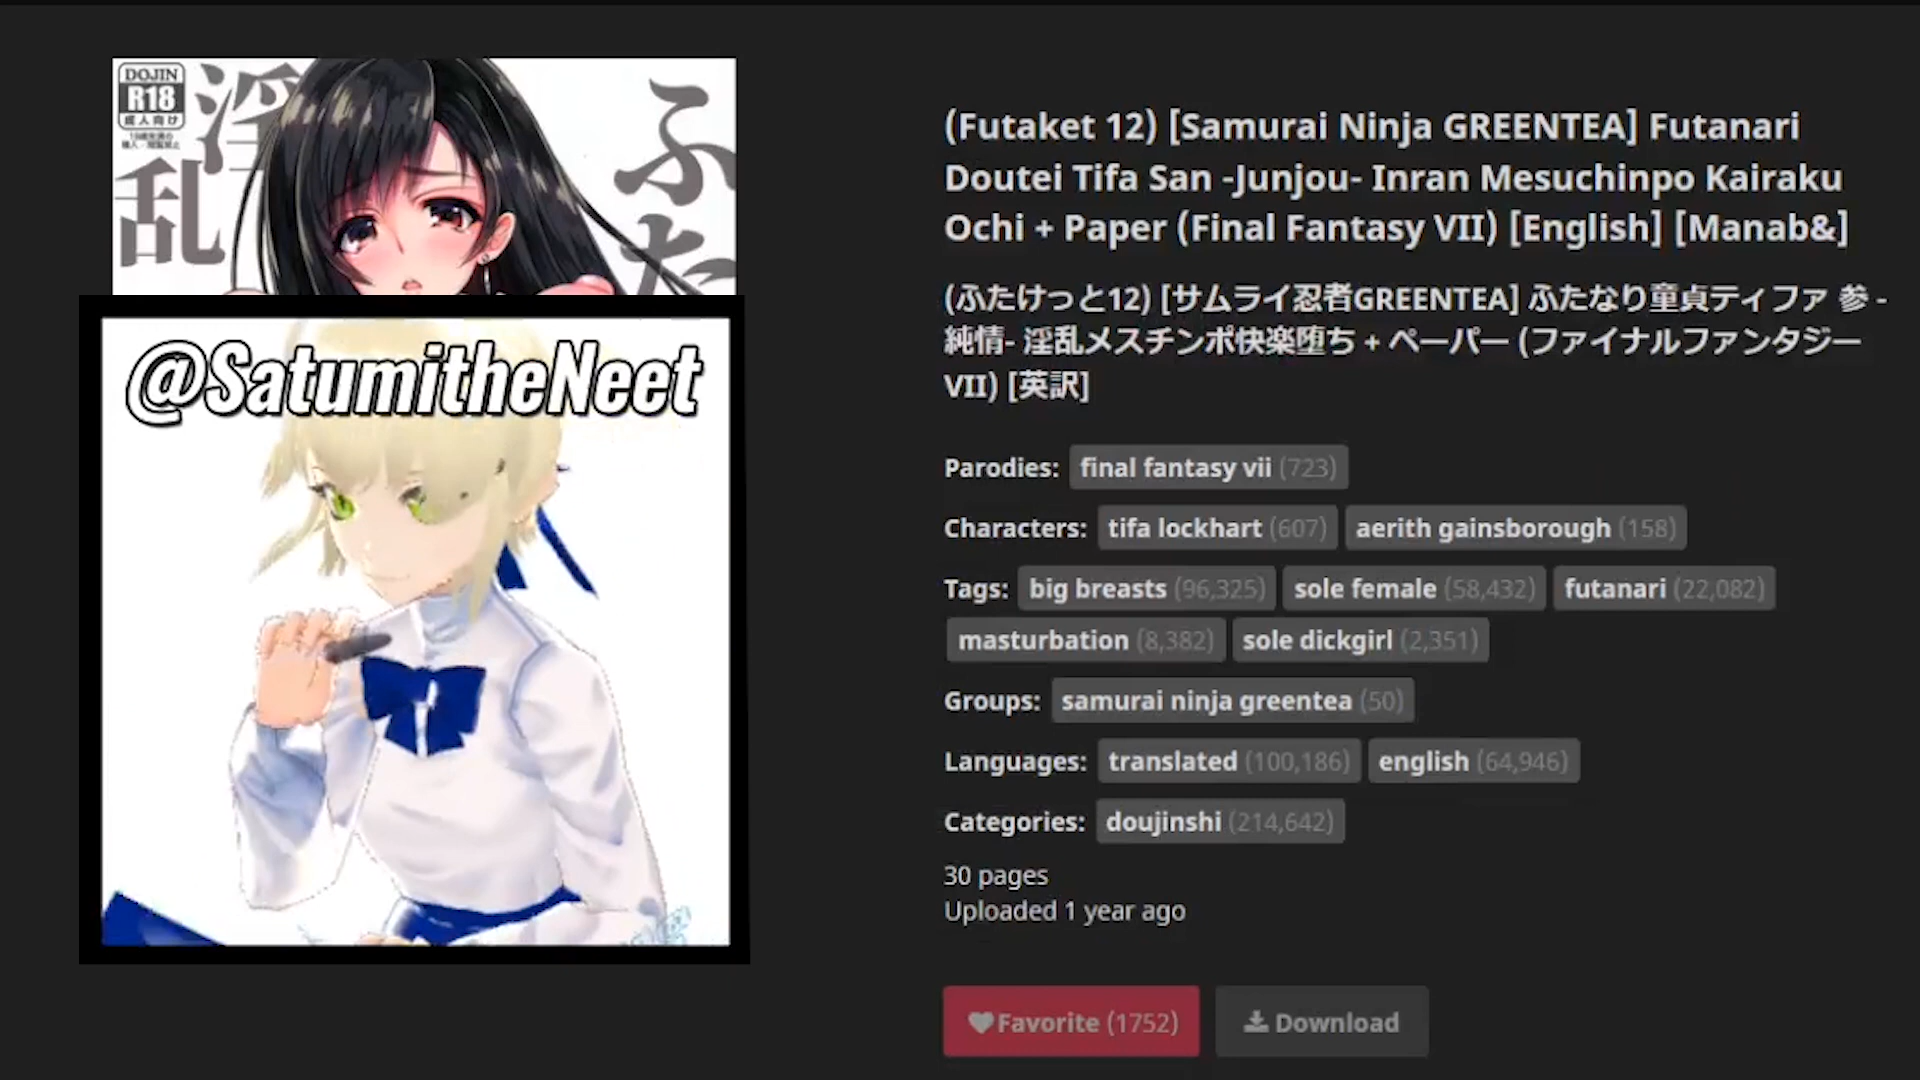 DOJIN
R18
成人向け
淫
乱
ふ
た
@SatumitheNeet
(Futaket 12) [Samurai Ninja GREENTEA] Futanari
Doutei Tifa San -Junjou- Inran Mesuchinpo Kairaku
Ochi + Paper (Final Fantasy VII) [English] [Manab&]
(ふたけっと12) [サムライ忍者GREENTEA] ふたなり童貞ティファ 参 -
純情- 淫乱メスチンポ快楽堕ち + ペーパー (ファイナルファンタジー
VII) [英訳]
Parodies: final fantasy vii (723)
Characters: tifa lockhart (607) aerith gainsborough (158)
Tags: big breasts (96,325) sole female (58,432) futanari (22,082)
masturbation (8,382) sole dickgirl (2,351)
Groups: samurai ninja greentea (50)
Languages: translated (100,186) english (64,946)
Categories: doujinshi (214,642)
30 pages
Uploaded 1 year ago
Favorite (1752) Download